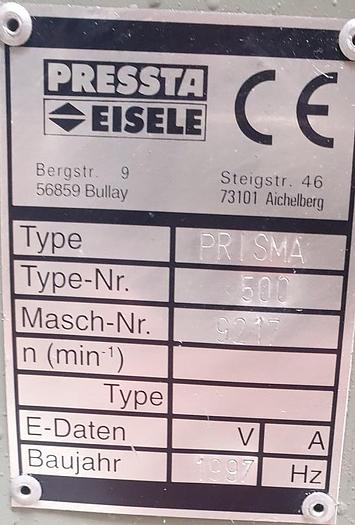 PRESSTA
EISELE
CE
Bergstr. 9
56859 Bullay
Steigstr. 46
73101 Aichelberg
Type PRISMA
Type-Nr. 500
Masch-Nr. 9217
n (min⁻¹)
Type
E-Daten V A
Baujahr 1997 Hz